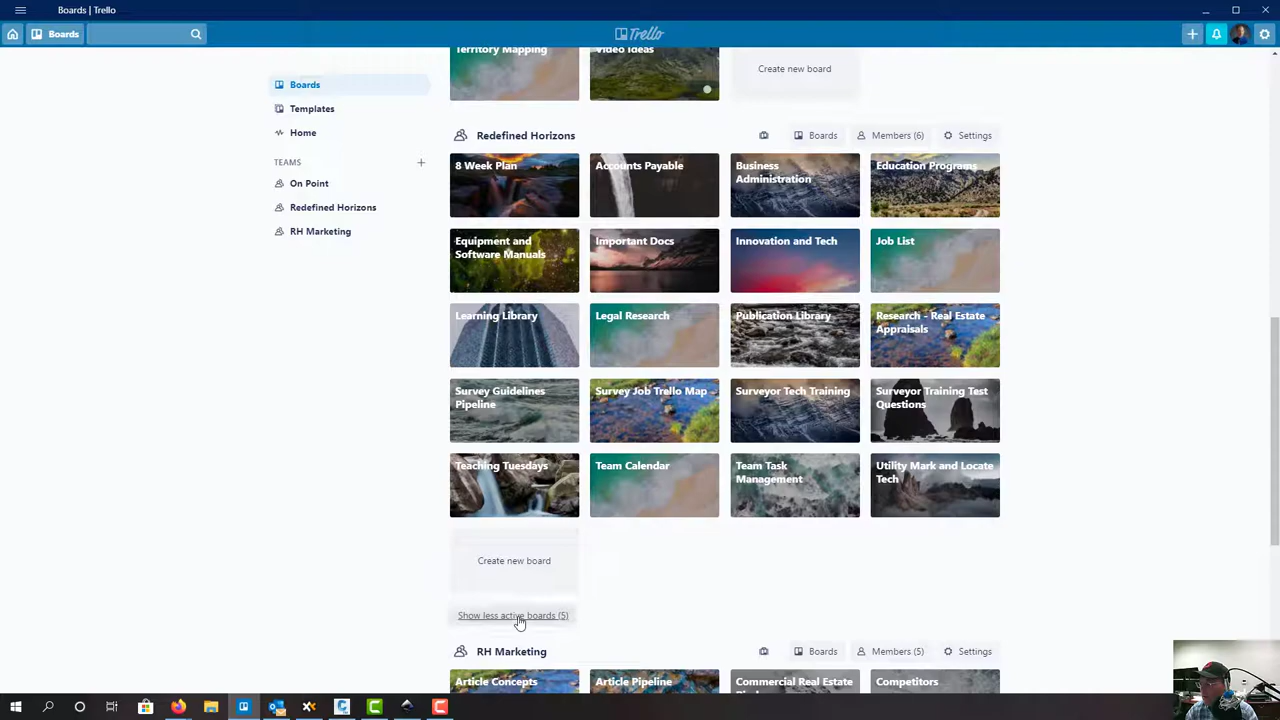 Boards | Trello
Boards
Trello
Territory Mapping
Video Ideas
Create new board
Boards
Templates
Home
TEAMS
On Point
Redefined Horizons
RH Marketing
Redefined Horizons
Boards
Members (6)
Settings
8 Week Plan
Accounts Payable
Business
Administration
Education Programs
Equipment and
Software Manuals
Important Docs
Innovation and Tech
Job List
Learning Library
Legal Research
Publication Library
Research - Real Estate
Appraisals
Survey Guidelines
Pipeline
Survey Job Trello Map
Surveyor Tech Training
Surveyor Training Test
Questions
Teaching Tuesdays
Team Calendar
Team Task
Management
Utility Mark and Locate
Tech
Create new board
Show less active boards (5)
RH Marketing
Boards
Members (5)
Settings
Article Concepts
Article Pipeline
Commercial Real Estate
Competitors